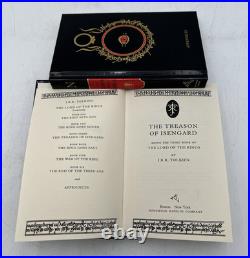 J.R.R. TOLKIEN
THE LORD OF THE RINGS
BOOK ONE
THE RING SETS OUT
BOOK TWO
THE RING GOES SOUTH
BOOK THREE
THE TREASON OF ISENGARD
BOOK FOUR
THE RING GOES EAST
BOOK FIVE
THE WAR OF THE RING
BOOK SIX
THE END OF THE THIRD AGE
AND
APPENDICES
THE TREASON
OF ISENGARD
BEING THE THIRD BOOK OF
THE LORD OF THE RINGS
BY
J.R.R. TOLKIEN
BOSTON, NEW YORK
HOUGHTON MIFFLIN COMPANY